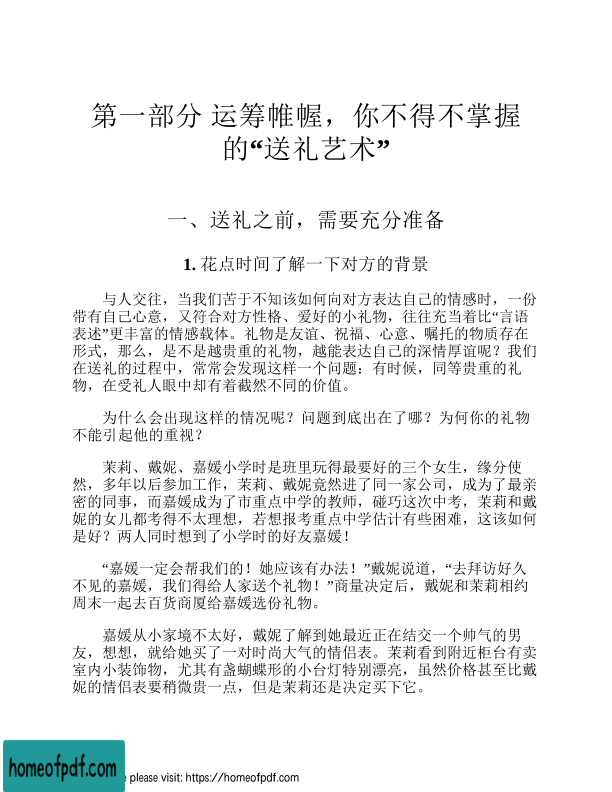 第一部分 运筹帷幄，你不得不掌握
的“送礼艺术”
一、送礼之前，需要充分准备
1. 花点时间了解一下对方的背景
与人交往，当我们苦于不知该如何向对方表达自己的情感时，一份
带有自己心意，又符合对方性格、爱好的小礼物，往往充当着比“言语
表述”更丰富的情感载体。礼物是友谊、祝福、心意、嘱托的物质存在
形式，那么，是不是越贵重的礼物，越能表达自己的深情厚谊呢？我们
在送礼的过程中，常常会发现这样一个问题：有时候，同等贵重的礼
物，在受礼人眼中却有着截然不同的价值。
为什么会出现这样的情况呢？问题到底出在了哪？为何你的礼物
不能引起他的重视？
茉莉、戴妮、嘉媛小学时是班里玩得最要好的三个女生，缘分使
然，多年以后参加工作，茉莉、戴妮竟然进了同一家公司，成为了最亲
密的同事，而嘉媛成为了市重点中学的教师，碰巧这次中考，茉莉和戴
妮的女儿都考得不太理想，若想报考重点中学估计有些困难，这该如何
是好？两人同时想到了小学时的好友嘉媛！
“嘉媛一定会帮我们的！她应该有办法！”戴妮说道，“去拜访好久
不见的嘉媛，我们得给人家送个礼物！”商量决定后，戴妮和茉莉相约
周末一起去百货商厦给嘉媛选份礼物。
嘉媛从小家境不太好，戴妮了解到她最近正在结交一个帅气的男
友，想想，就给她买了一对时尚大气的情侣表。茉莉看到附近柜台有卖
室内小装饰物，尤其有盏蝴蝶形的小台灯特别漂亮，虽然价格甚至比戴
妮的情侣表要稍微贵一点，但是茉莉还是决定买下它。
homeofpdf.com
e please visit: https://homeofpdf.com